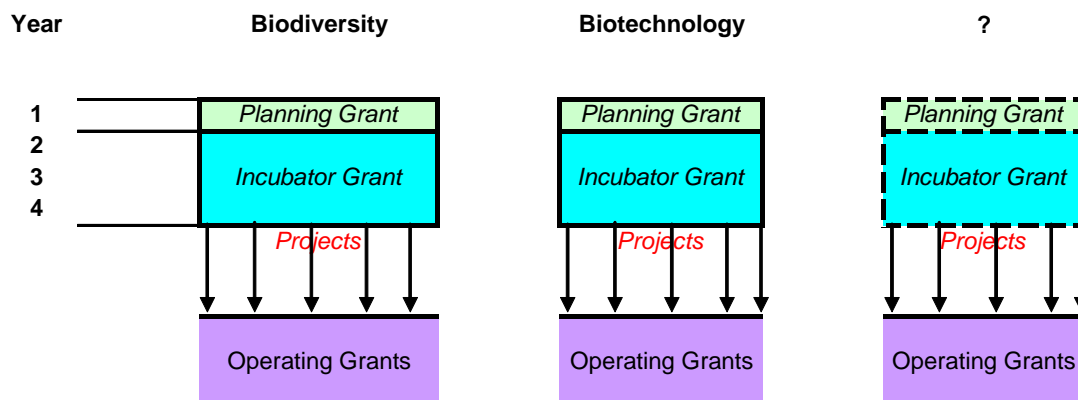 Year Biodiversity Biotechnology ?
1 Planning Grant Planning Grant Planning Grant
2
3 Incubator Grant Incubator Grant Incubator Grant
4
Projects Projects Projects
Operating Grants Operating Grants Operating Grants